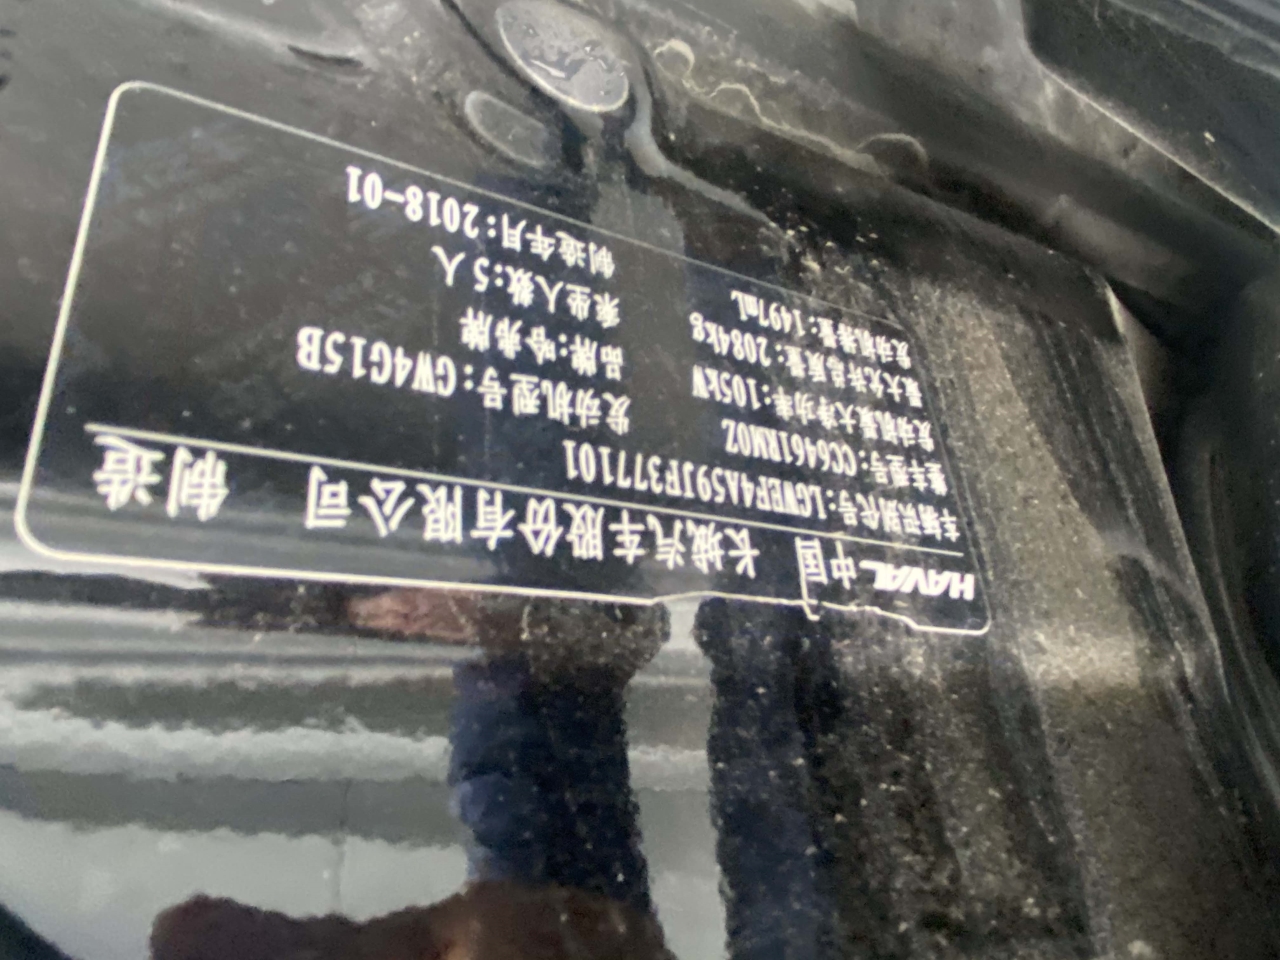 HAVAL 中国 长城汽车股份有限公司 制造
车辆识别代号:LGWEF4A59JF377101
整车型号:CC6461RM0Z 发动机型号:GW4G15B
发动机最大净功率:105kW 品牌:哈弗牌
最大允许总质量:2084kg 乘坐人数:5人
发动机排量:1497mL 制造年月:2018-01